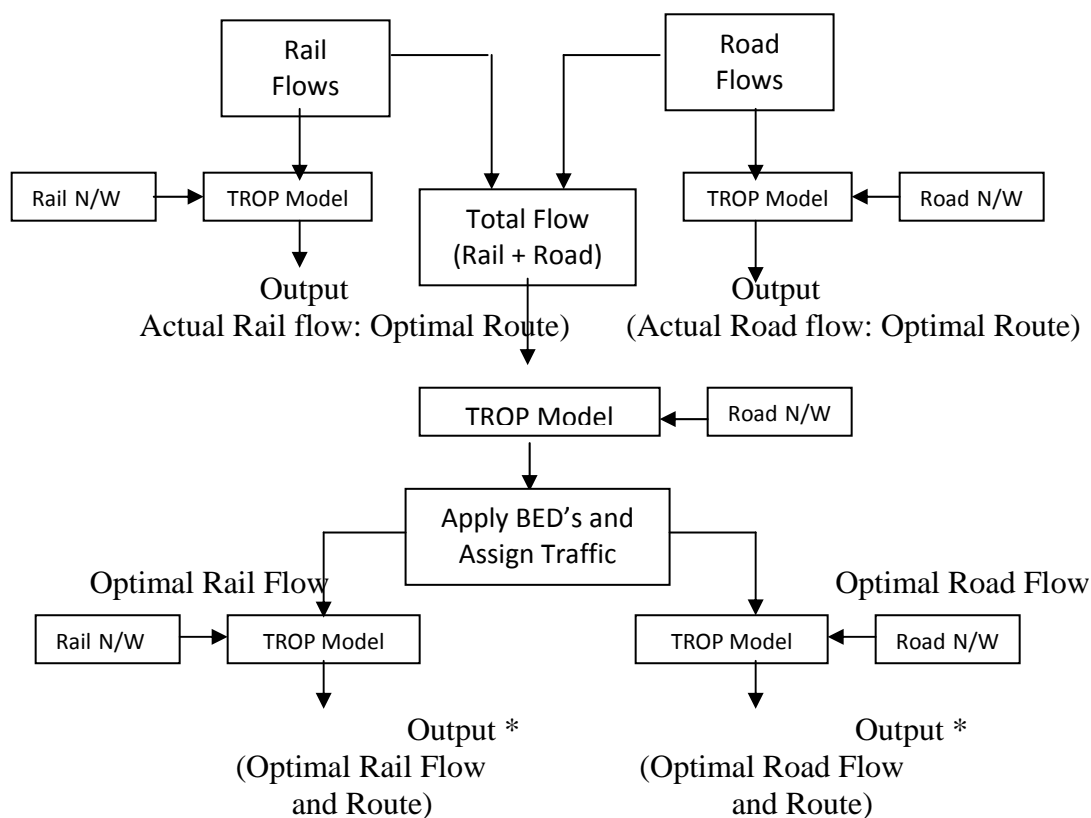 Rail
Flows
Road
Flows
Rail N/W
TROP Model
Total Flow
(Rail + Road)
TROP Model
Road N/W
Output
Actual Rail flow: Optimal Route)
Output
(Actual Road flow: Optimal Route)
TROP Model
Road N/W
Apply BED's and
Assign Traffic
Optimal Rail Flow
Optimal Road Flow
Rail N/W
TROP Model
TROP Model
Road N/W
Output *
(Optimal Rail Flow
and Route)
Output *
(Optimal Road Flow
and Route)